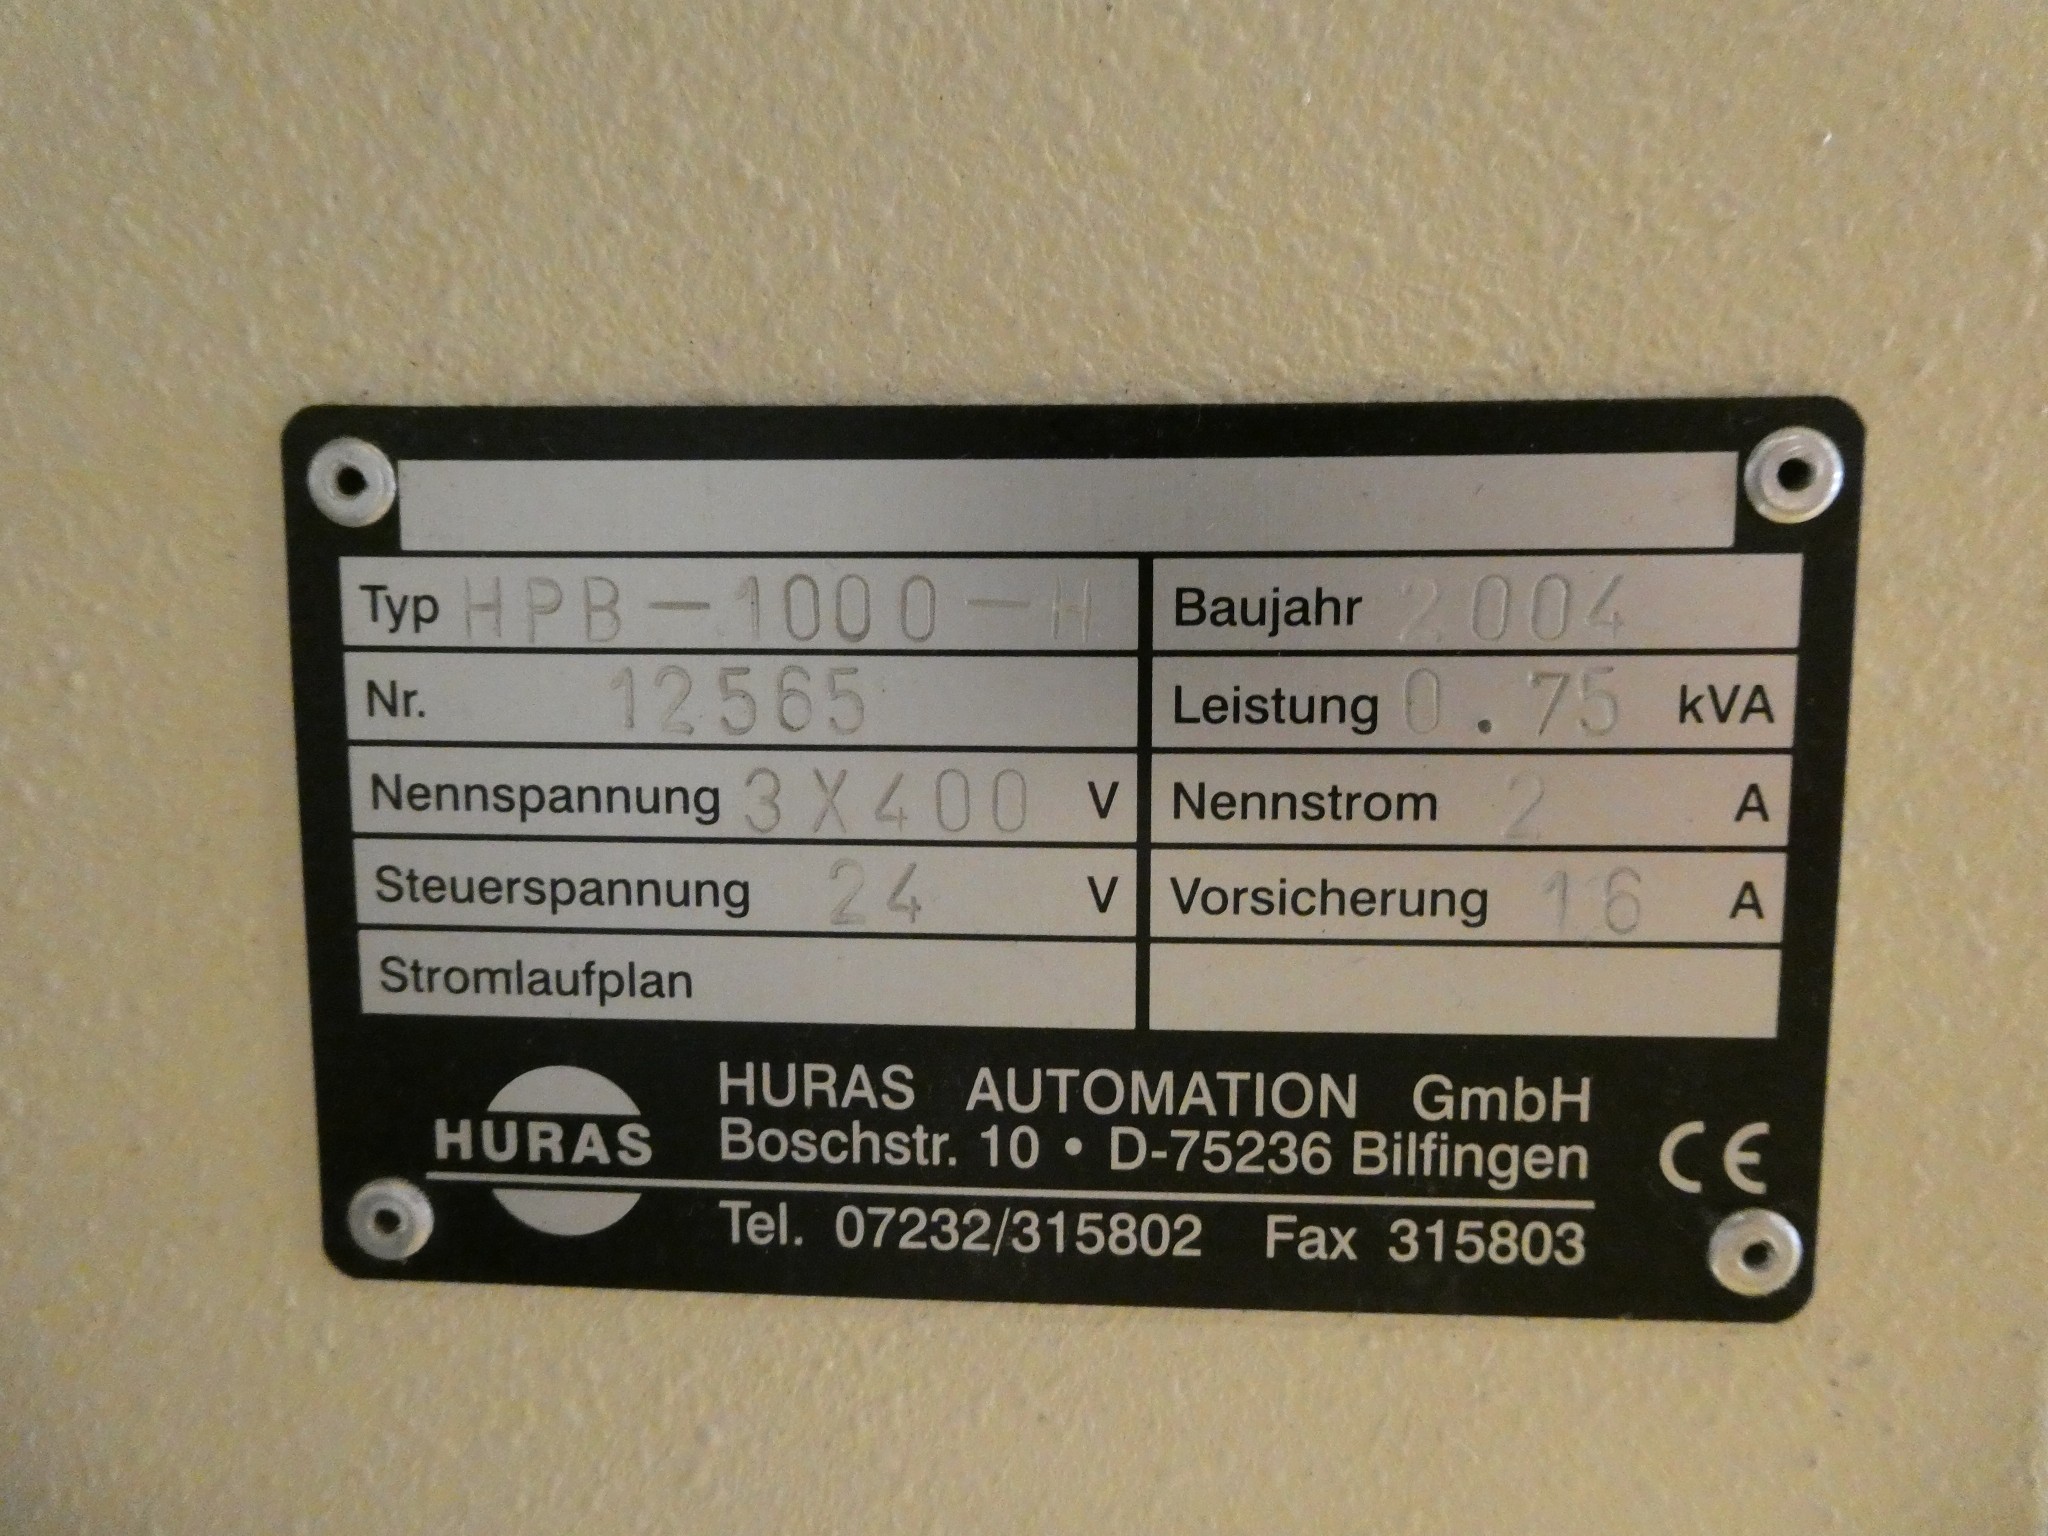 Typ HPB-1000-H Baujahr 2004
Nr. 12565 Leistung 0.75 kVA
Nennspannung 3X400 V Nennstrom 2 A
Steuerspannung 24 V Vorsicherung 16 A
Stromlaufplan
HURAS
HURAS AUTOMATION GmbH
Boschstr. 10 • D-75236 Bilfingen
Tel. 07232/315802 Fax 315803
CE